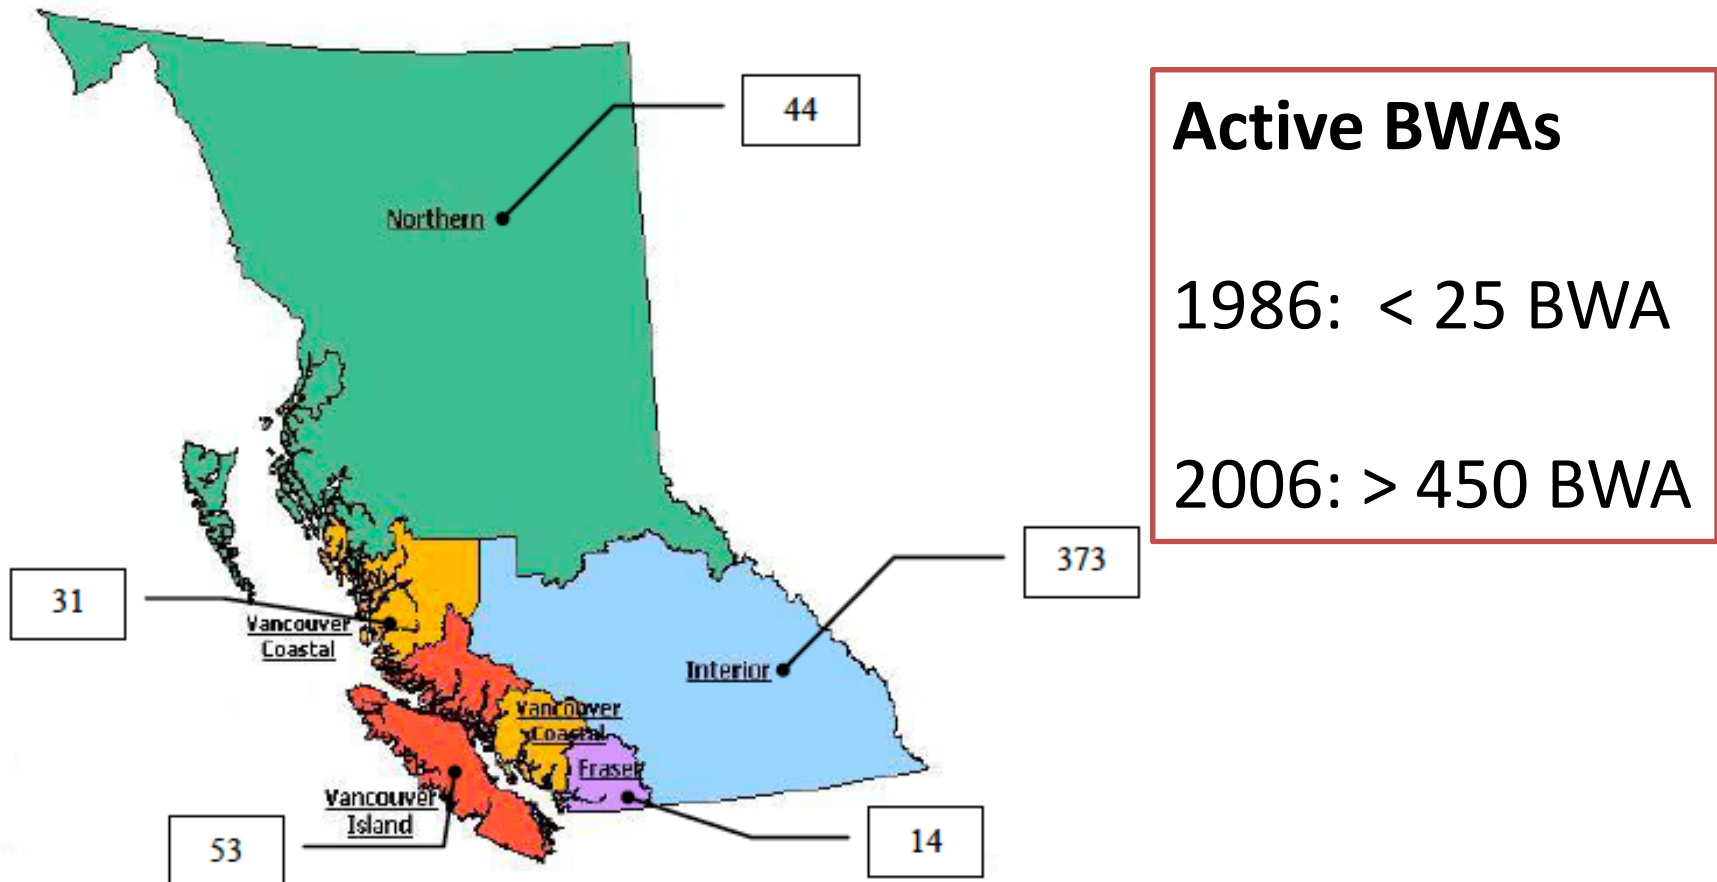 44
Northern
Active BWAs
1986: < 25 BWA
2006: > 450 BWA
373
31
Vancouver
Coastal
Interior
Vancouver
Coastal
Fraser
Vancouver
Island
53
14